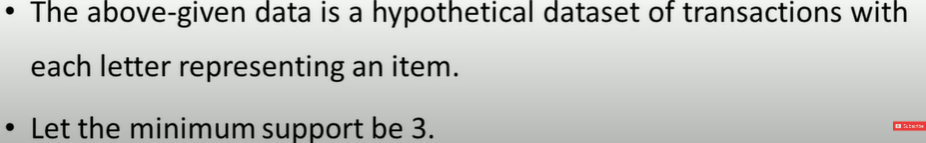 • The above-given data is a hypothetical dataset of transactions with
each letter representing an item.
• Let the minimum support be 3.
Subscribe